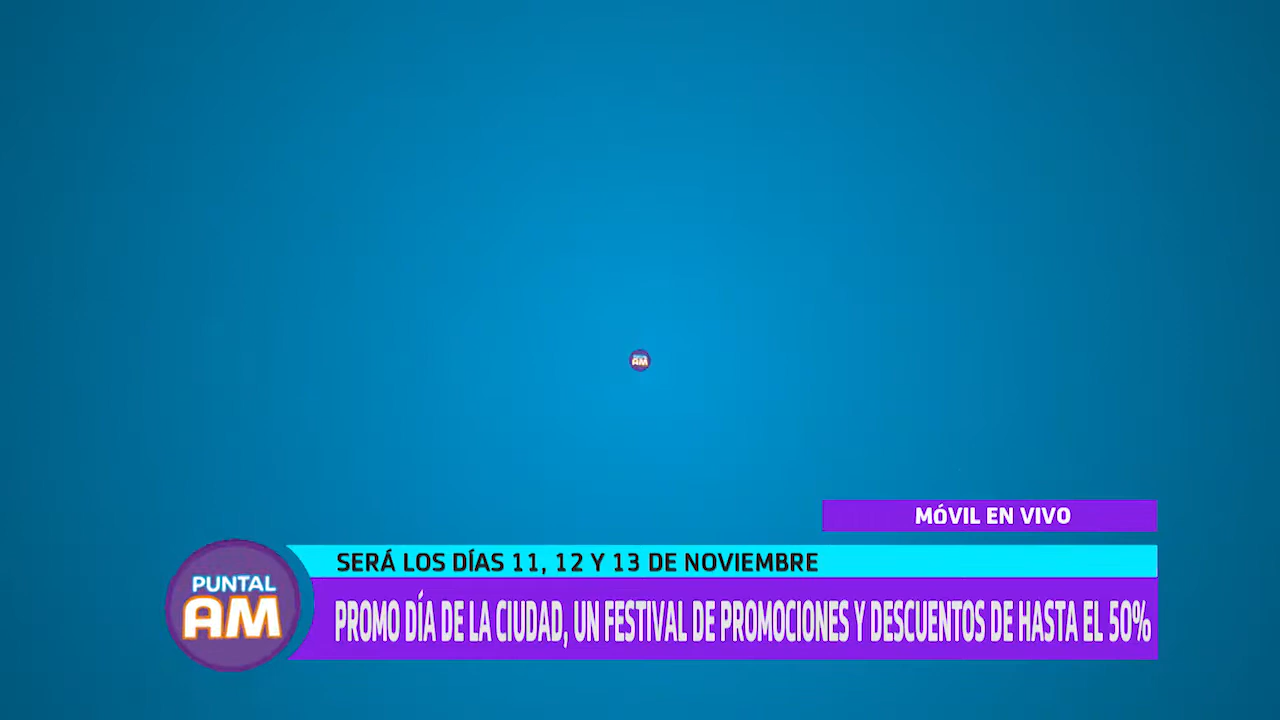 AM
MÓVIL EN VIVO
SERÁ LOS DÍAS 11, 12 Y 13 DE NOVIEMBRE
PUNTAL
AM
PROMO DÍA DE LA CIUDAD, UN FESTIVAL DE PROMOCIONES Y DESCUENTOS DE HASTA EL 50%